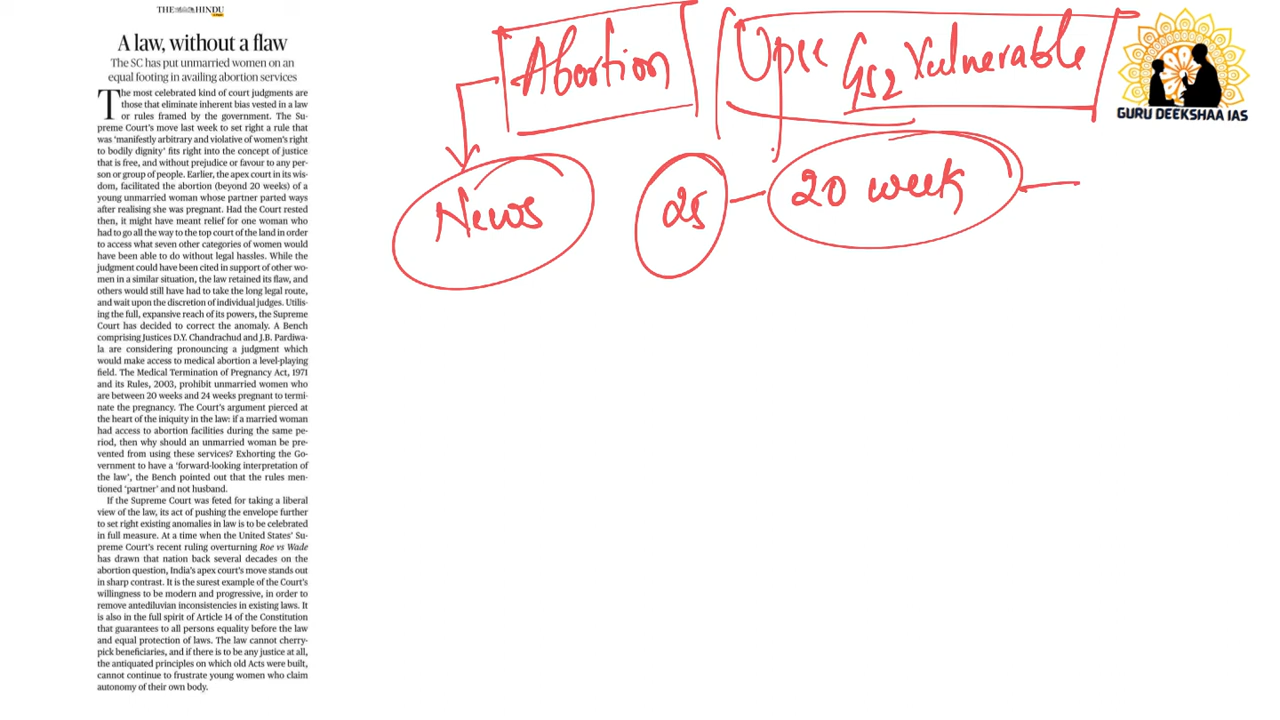 THE HINDU
A law, without a flaw
The SC has put unmarried women on an
equal footing in availing abortion services
The most celebrated kind of court judgments are
those that eliminate inherent bias vested in a law
or rules framed by the government. The Su-
preme Court's move last week to set right a rule that
was 'manifestly arbitrary and violative of women's right
to bodily dignity' fits right into the concept of justice
that is free, and without prejudice or favour to any per-
son or group of people. Earlier, the apex court in its wis-
dom, facilitated the abortion (beyond 20 weeks) of a
young unmarried woman whose partner parted ways
after realising she was pregnant. Had the Court rested
then, it might have meant relief for one woman who
had to go all the way to the top court of the land in order
to access what seven other categories of women would
have been able to do without legal hassles. While the
judgment could have been cited in support of other wo-
men in a similar situation, the law retained its flaw, and
others would still have had to take the long legal route,
and wait upon the discretion of individual judges. Utilis-
ing the full, expansive reach of its powers, the Supreme
Court has decided to correct the anomaly. A Bench
comprising Justices D.Y. Chandrachud and J.B. Pardiwa-
la are considering pronouncing a judgment which
would make access to medical abortion a level-playing
field. The Medical Termination of Pregnancy Act, 1971
and its Rules, 2003, prohibit unmarried women who
are between 20 weeks and 24 weeks pregnant to termi-
nate the pregnancy. The Court's argument pierced at
the heart of the iniquity in the law: if a married woman
had access to abortion facilities during the same pe-
riod, then why should an unmarried woman be pre-
vented from using these services? Exhorting the Go-
vernment to have a 'forward-looking interpretation of
the law', the Bench pointed out that the rules men-
tioned 'partner' and not husband.
If the Supreme Court was feted for taking a liberal
view of the law, its act of pushing the envelope further
to set right existing anomalies in law is to be celebrated
in full measure. At a time when the United States' Su-
preme Court's recent ruling overturning Roe vs Wade
has drawn that nation back several decades on the
abortion question, India's apex court's move stands out
in sharp contrast. It is the surest example of the Court's
willingness to be modern and progressive, in order to
remove antediluvian inconsistencies in existing laws. It
is also in the full spirit of Article 14 of the Constitution
that guarantees to all persons equality before the law
and equal protection of laws. The law cannot cherry-
pick beneficiaries, and if there is to be any justice at all,
the antiquated principles on which old Acts were built,
cannot continue to frustrate young women who claim
autonomy of their own body.
Abortion
Upsc GS2 Vulnerable
News
25 - 20 week
GURU DEEKSHAA IAS